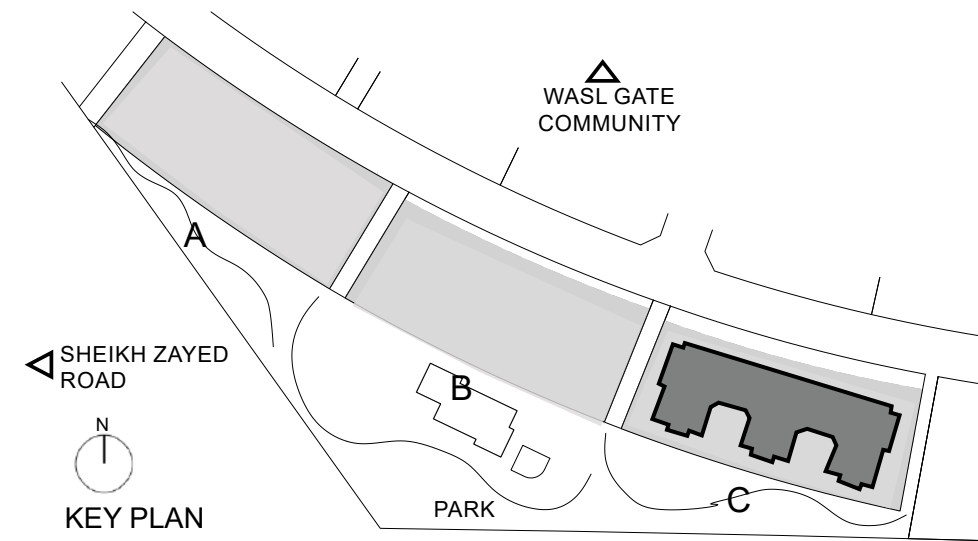 WASL GATE
COMMUNITY
A
SHEIKH ZAYED
ROAD
B
N
KEY PLAN
PARK
C